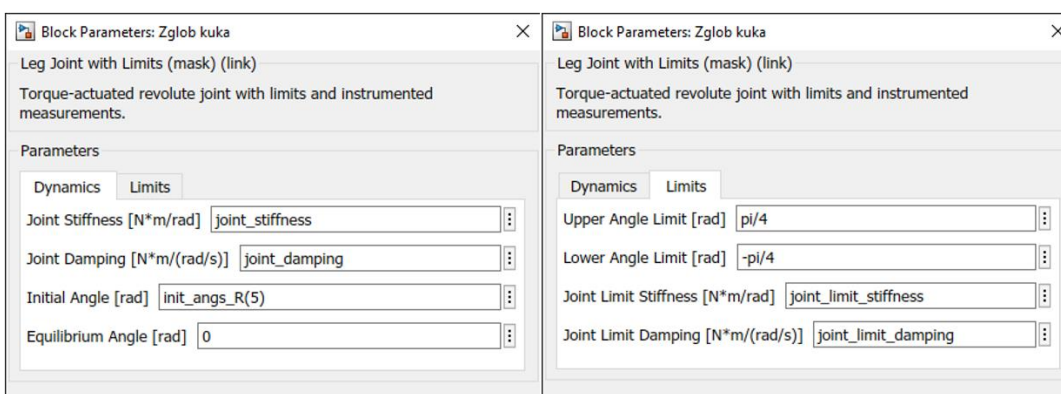 Block Parameters: Zglob kuka
Leg Joint with Limits (mask) (link)
Torque-actuated revolute joint with limits and instrumented
measurements.
Parameters
Dynamics Limits
Joint Stiffness [N*m/rad] joint_stiffness
Joint Damping [N*m/(rad/s)] joint_damping
Initial Angle [rad] init_angs_R(5)
Equilibrium Angle [rad] 0
Block Parameters: Zglob kuka
Leg Joint with Limits (mask) (link)
Torque-actuated revolute joint with limits and instrumented
measurements.
Parameters
Dynamics Limits
Upper Angle Limit [rad] pi/4
Lower Angle Limit [rad] -pi/4
Joint Limit Stiffness [N*m/rad] joint_limit_stiffness
Joint Limit Damping [N*m/(rad/s)] joint_limit_damping